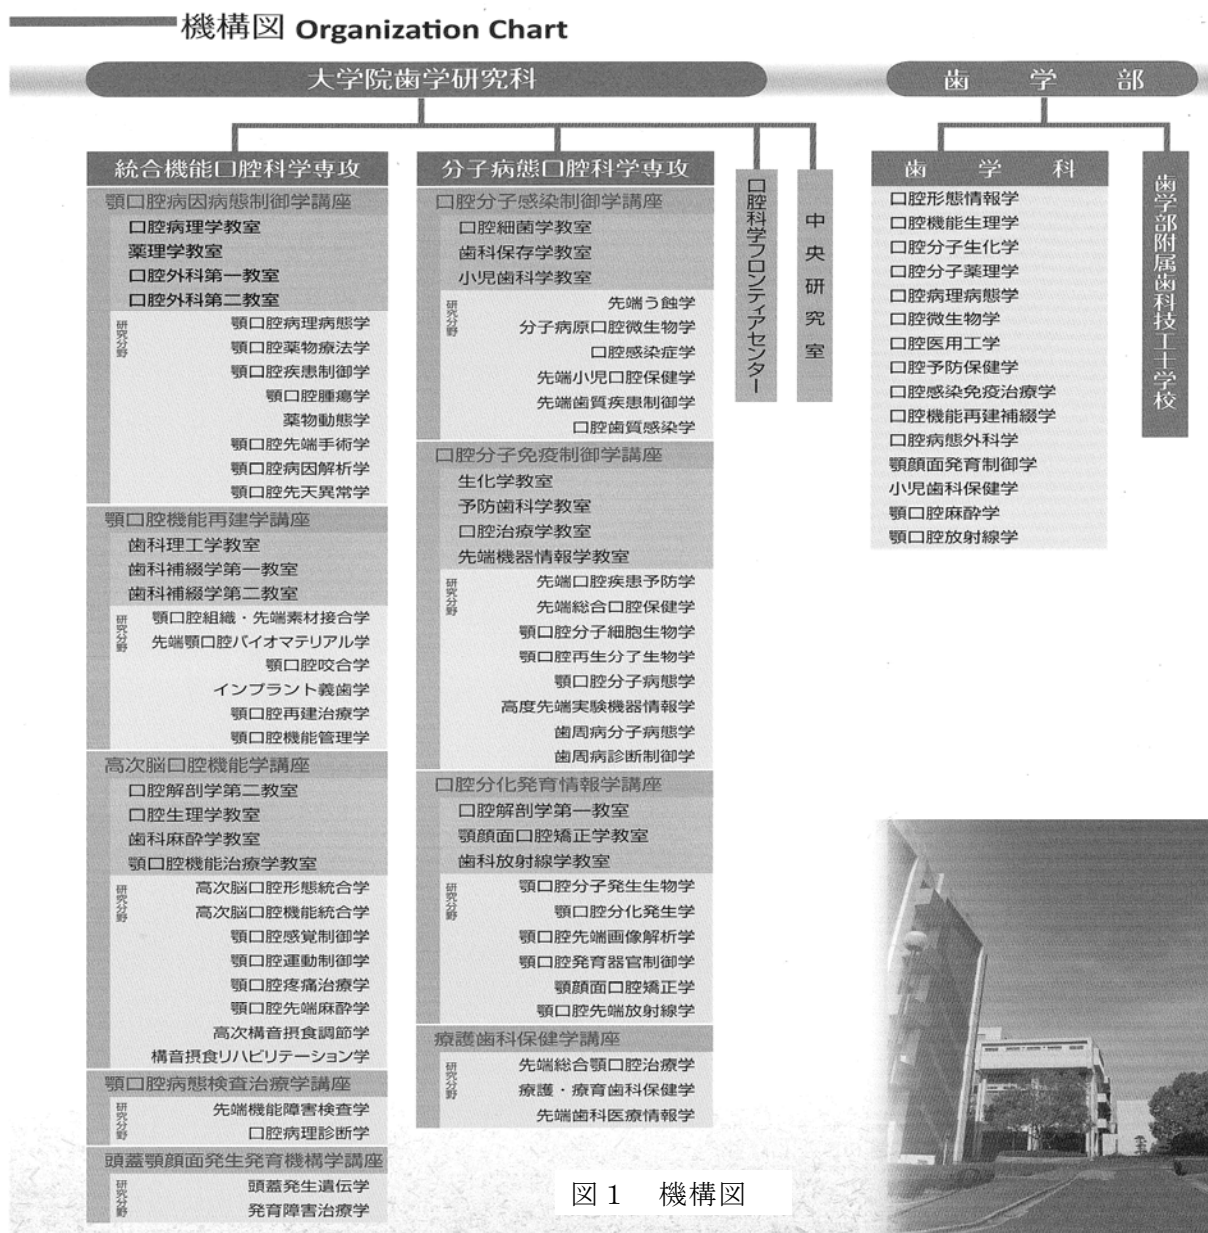 機構図 Organization Chart
大学院歯学研究科
統合機能口腔科学専攻
顎口腔病因病態制御学講座
口腔病理学教室
薬理学教室
口腔外科第一教室
口腔外科第二教室
研究分野
顎口腔病理病態学
顎口腔薬物療法学
顎口腔疾患制御学
顎口腔腫瘍学
薬物動態学
顎口腔先端手術学
顎口腔病因解析学
顎口腔先天異常学
顎口腔機能再建学講座
歯科理工学教室
歯科補綴学第一教室
歯科補綴学第二教室
研究分野
顎口腔組織・先端素材接合学
先端顎口腔バイオマテリアル学
顎口腔咬合学
インプラント義歯学
顎口腔再建治療学
顎口腔機能管理学
高次脳口腔機能学講座
口腔解剖学第二教室
口腔生理学教室
歯科麻酔学教室
顎口腔機能治療学教室
研究分野
高次脳口腔形態統合学
高次脳口腔機能統合学
顎口腔感覚制御学
顎口腔運動制御学
顎口腔疼痛治療学
顎口腔先端麻酔学
高次構音摂食調節学
構音摂食リハビリテーション学
顎口腔病態検査治療学講座
研究分野
先端機能障害検査学
口腔病理診断学
頭蓋顎顔面発生発育機構学講座
研究分野
頭蓋発生遺伝学
発育障害治療学
分子病態口腔科学専攻
口腔分子感染制御学講座
口腔細菌学教室
歯科保存学教室
小児歯科学教室
研究分野
先端う蝕学
分子病原口腔微生物学
口腔感染症学
先端小児口腔保健学
先端歯質疾患制御学
口腔歯質感染学
口腔分子免疫制御学講座
生化学教室
予防歯科学教室
口腔治療学教室
先端機器情報学教室
研究分野
先端口腔疾患予防学
先端総合口腔保健学
顎口腔分子細胞生物学
顎口腔再生分子生物学
顎口腔分子病態学
高度先端実験機器情報学
歯周病分子病態学
歯周病診断制御学
口腔分化発育情報学講座
口腔解剖学第一教室
顎顔面口腔矯正学教室
歯科放射線学教室
研究分野
顎口腔分子発生生物学
顎口腔分化発生学
顎口腔先端画像解析学
顎口腔発育器官制御学
顎顔面口腔矯正学
顎口腔先端放射線学
療護歯科保健学講座
研究分野
先端総合顎口腔治療学
療護・療育歯科保健学
先端歯科医療情報学
口腔科学フロンティアセンター
中央研究室
歯学部
歯学科
口腔形態情報学
口腔機能生理学
口腔分子生化学
口腔分子薬理学
口腔病理病態学
口腔微生物学
口腔医用工学
口腔予防保健学
口腔感染免疫治療学
口腔機能再建補綴学
口腔病態外科学
顎顔面発育制御学
小児歯科保健学
顎口腔麻酔学
顎口腔放射線学
歯学部附属歯科技工士学校
図1 機構図